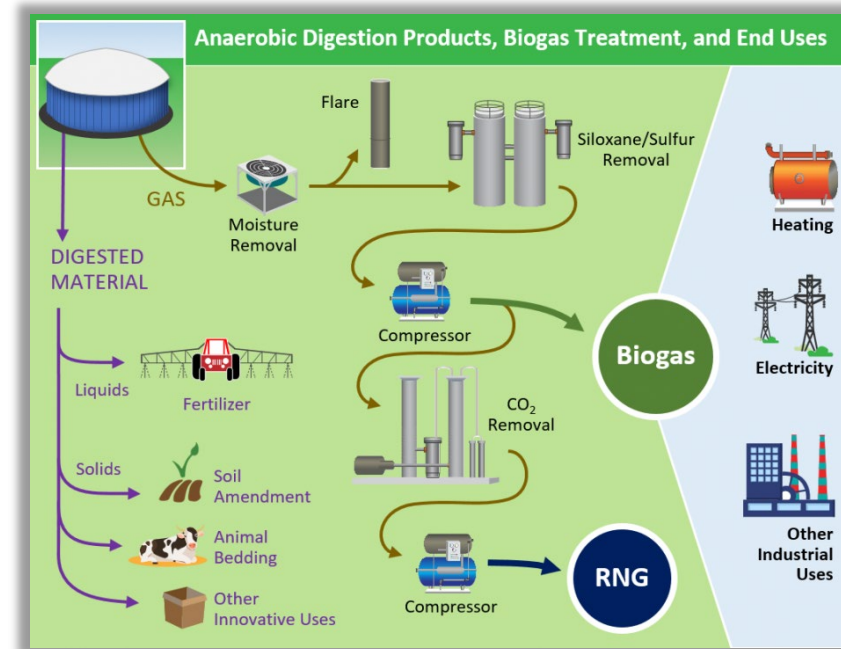 Anaerobic Digestion Products, Biogas Treatment, and End Uses
Flare
Siloxane/Sulfur
Removal
GAS
Moisture
Removal
Heating
DIGESTED
MATERIAL
Compressor
Biogas
Electricity
Liquids
Fertilizer
CO₂
Removal
Solids
Soil
Amendment
Animal
Bedding
Other
Innovative Uses
Compressor
RNG
Other
Industrial
Uses